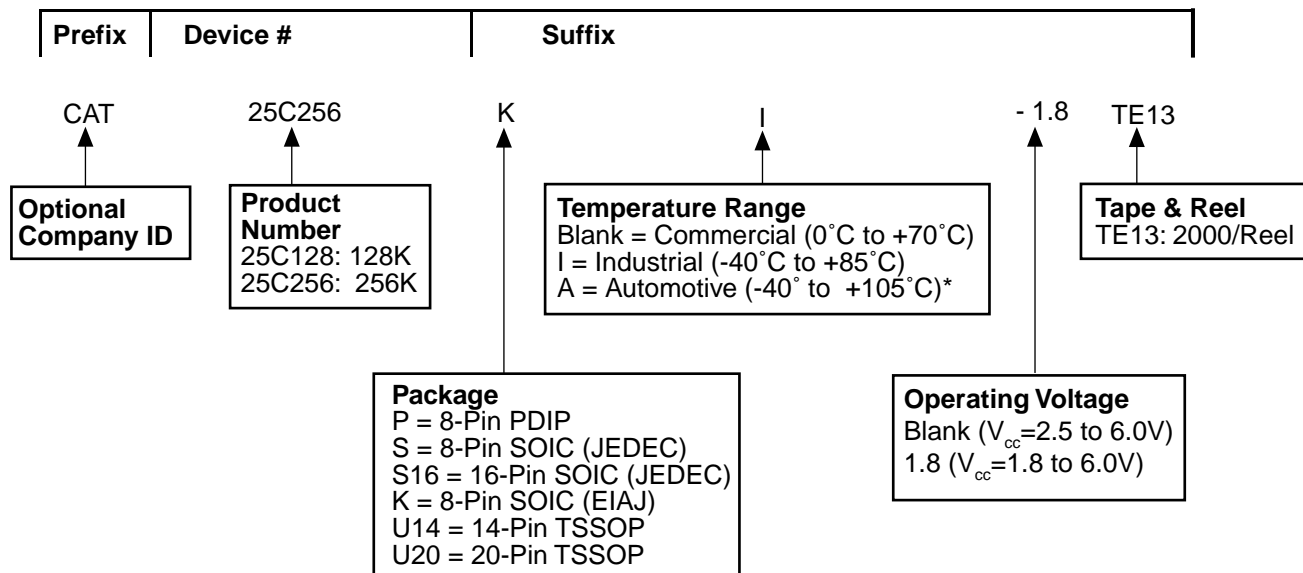 Prefix Device # Suffix
CAT 25C256 K I - 1.8 TE13
Optional
Company ID
Product
Number
25C128: 128K
25C256: 256K
Temperature Range
Blank = Commercial (0˚C to +70˚C)
I = Industrial (-40˚C to +85˚C)
A = Automotive (-40˚ to +105˚C)*
Tape & Reel
TE13: 2000/Reel
Package
P = 8-Pin PDIP
S = 8-Pin SOIC (JEDEC)
S16 = 16-Pin SOIC (JEDEC)
K = 8-Pin SOIC (EIAJ)
U14 = 14-Pin TSSOP
U20 = 20-Pin TSSOP
Operating Voltage
Blank (Vcc=2.5 to 6.0V)
1.8 (Vcc=1.8 to 6.0V)